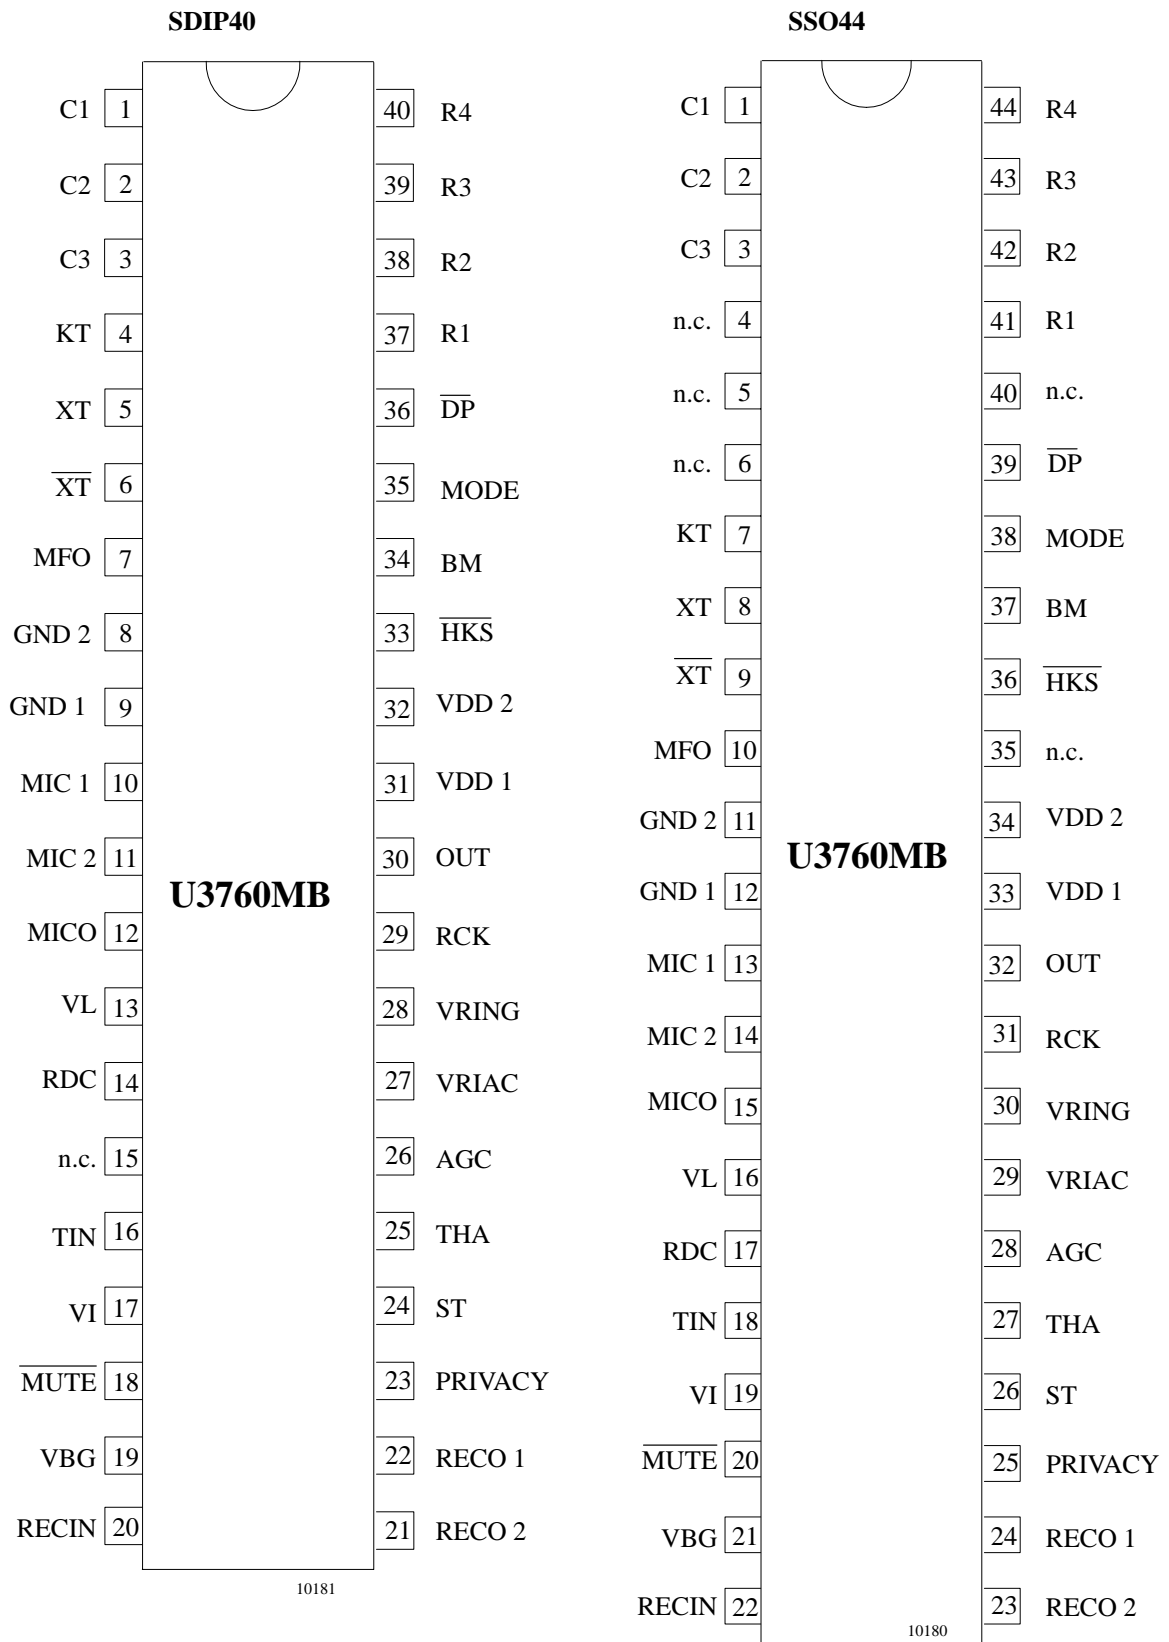 SDIP40
C1 1 40 R4
C2 2 39 R3
C3 3 38 R2
KT 4 37 R1
XT 5 36 D̅P̅
X̅T̅ 6 35 MODE
MFO 7 34 BM
GND 2 8 33 H̅K̅S̅
GND 1 9 32 VDD 2
MIC 1 10 31 VDD 1
MIC 2 11 30 OUT
U3760MB
MICO 12 29 RCK
VL 13 28 VRING
RDC 14 27 VRIAC
n.c. 15 26 AGC
TIN 16 25 THA
VI 17 24 ST
M̅U̅T̅E̅ 18 23 PRIVACY
VBG 19 22 RECO 1
RECIN 20 21 RECO 2
10181
SSO44
C1 1 44 R4
C2 2 43 R3
C3 3 42 R2
n.c. 4 41 R1
n.c. 5 40 n.c.
n.c. 6 39 D̅P̅
KT 7 38 MODE
XT 8 37 BM
X̅T̅ 9 36 H̅K̅S̅
MFO 10 35 n.c.
GND 2 11 34 VDD 2
U3760MB
GND 1 12 33 VDD 1
MIC 1 13 32 OUT
MIC 2 14 31 RCK
MICO 15 30 VRING
VL 16 29 VRIAC
RDC 17 28 AGC
TIN 18 27 THA
VI 19 26 ST
M̅U̅T̅E̅ 20 25 PRIVACY
VBG 21 24 RECO 1
RECIN 22 23 RECO 2
10180